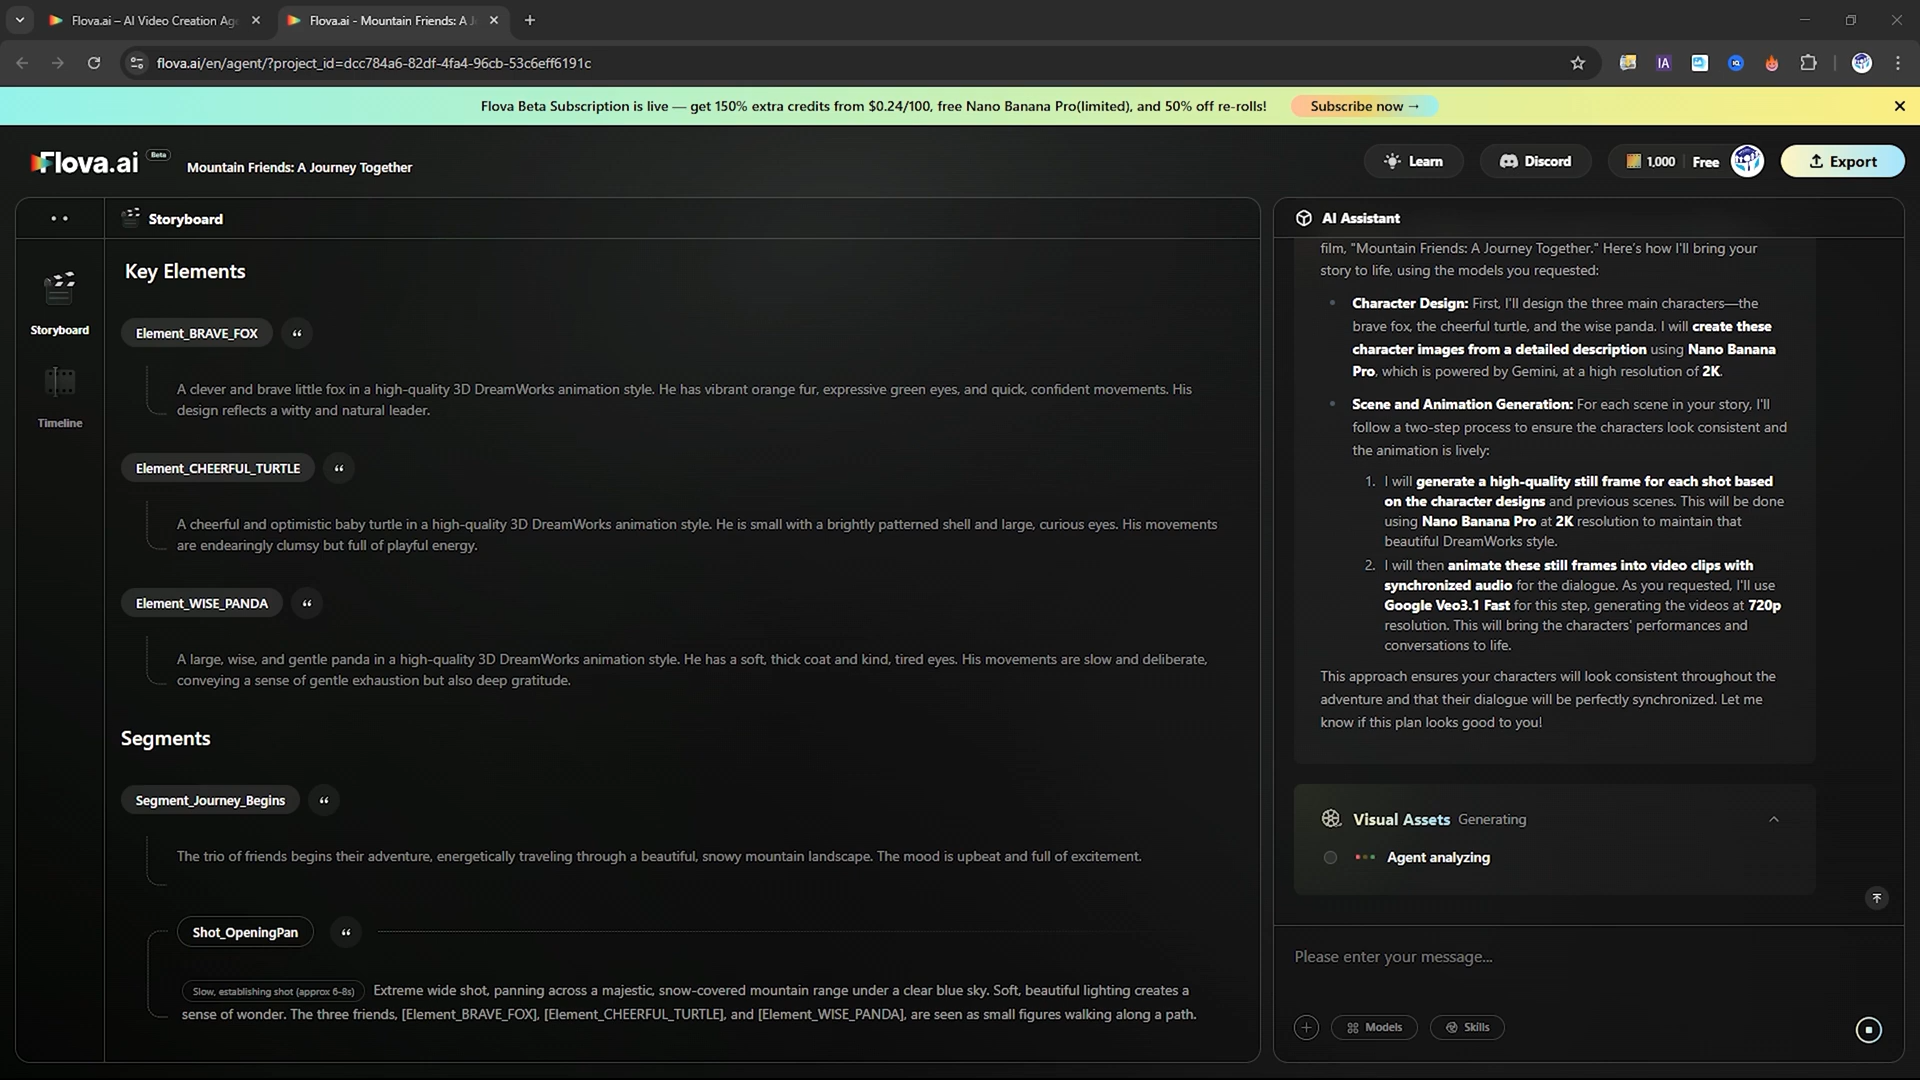 Flova.ai – AI Video Creation Age
Flova.ai - Mountain Friends: A J
flova.ai/en/agent/?project_id=dcc784a6-82df-4fa4-96cb-53c6eff6191c
IA
Flova Beta Subscription is live — get 150% extra credits from $0.24/100, free Nano Banana Pro(limited), and 50% off re-rolls!
Subscribe now →
Flova.ai
Beta
Mountain Friends: A Journey Together
Learn
Discord
1,000
Free
Export
Storyboard
Timeline
Storyboard
Key Elements
Element_BRAVE_FOX
A clever and brave little fox in a high-quality 3D DreamWorks animation style. He has vibrant orange fur, expressive green eyes, and quick, confident movements. His
design reflects a witty and natural leader.
Element_CHEERFUL_TURTLE
A cheerful and optimistic baby turtle in a high-quality 3D DreamWorks animation style. He is small with a brightly patterned shell and large, curious eyes. His movements
are endearingly clumsy but full of playful energy.
Element_WISE_PANDA
A large, wise, and gentle panda in a high-quality 3D DreamWorks animation style. He has a soft, thick coat and kind, tired eyes. His movements are slow and deliberate,
conveying a sense of gentle exhaustion but also deep gratitude.
Segments
Segment_Journey_Begins
The trio of friends begins their adventure, energetically traveling through a beautiful, snowy mountain landscape. The mood is upbeat and full of excitement.
Shot_OpeningPan
Slow, establishing shot (approx 6-8s) Extreme wide shot, panning across a majestic, snow-covered mountain range under a clear blue sky. Soft, beautiful lighting creates a
sense of wonder. The three friends, [Element_BRAVE_FOX], [Element_CHEERFUL_TURTLE], and [Element_WISE_PANDA], are seen as small figures walking along a path.
AI Assistant
film, "Mountain Friends: A Journey Together." Here's how I'll bring your
story to life, using the models you requested:
• Character Design: First, I'll design the three main characters—the
brave fox, the cheerful turtle, and the wise panda. I will create these
character images from a detailed description using Nano Banana
Pro, which is powered by Gemini, at a high resolution of 2K.
• Scene and Animation Generation: For each scene in your story, I'll
follow a two-step process to ensure the characters look consistent and
the animation is lively:
1. I will generate a high-quality still frame for each shot based
on the character designs and previous scenes. This will be done
using Nano Banana Pro at 2K resolution to maintain that
beautiful DreamWorks style.
2. I will then animate these still frames into video clips with
synchronized audio for the dialogue. As you requested, I'll use
Google Veo3.1 Fast for this step, generating the videos at 720p
resolution. This will bring the characters' performances and
conversations to life.
This approach ensures your characters will look consistent throughout the
adventure and that their dialogue will be perfectly synchronized. Let me
know if this plan looks good to you!
Visual Assets Generating
Agent analyzing
Please enter your message...
Models
Skills